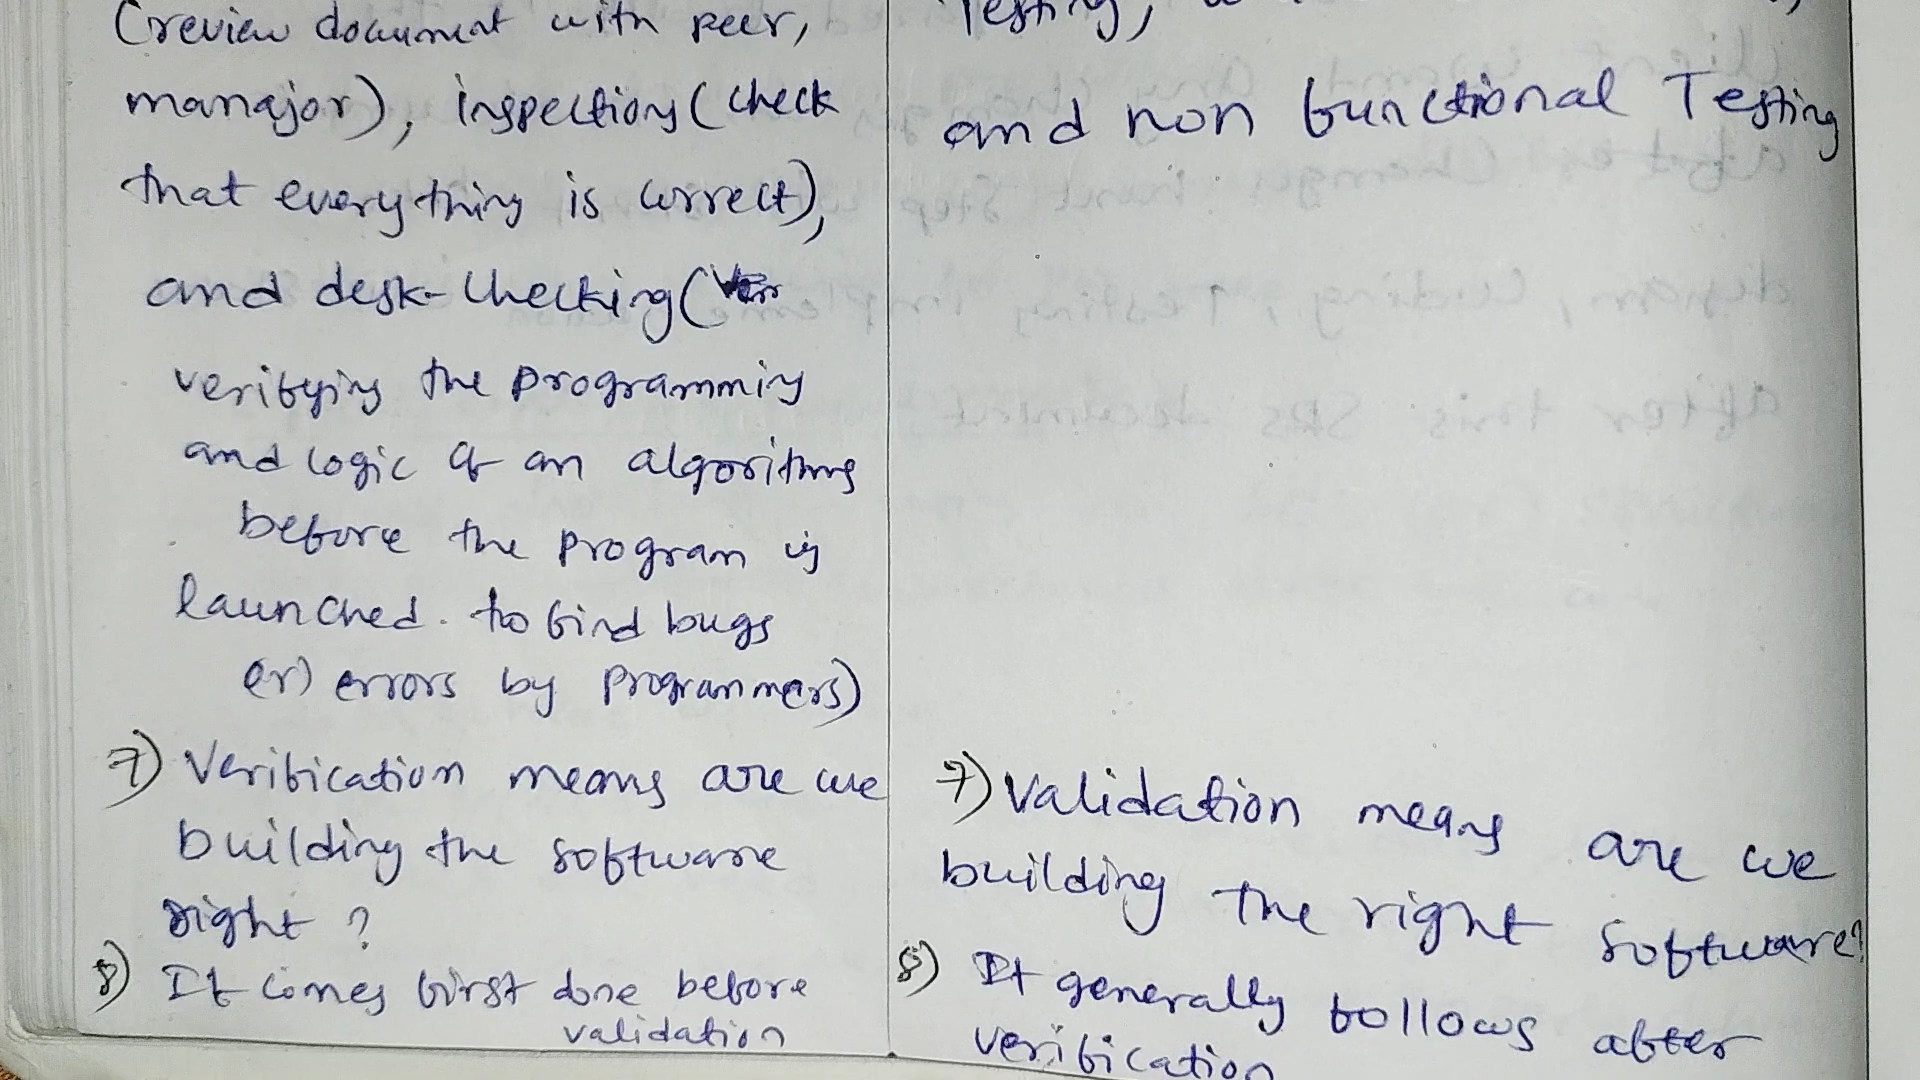 (review document with peer,
manajor), inspections (check
that everything is correct),
and desk-checking (
verifying the programming
and logic of an algorithms
before the program is
launched. to find bugs
(or) errors by programmers)
7) Verification means are we
building the software
right ?
8) It comes first done before
validation
Testing,
and non functional Testing
7) Validation means are we
building the right software?
8) It generally follows after
verification